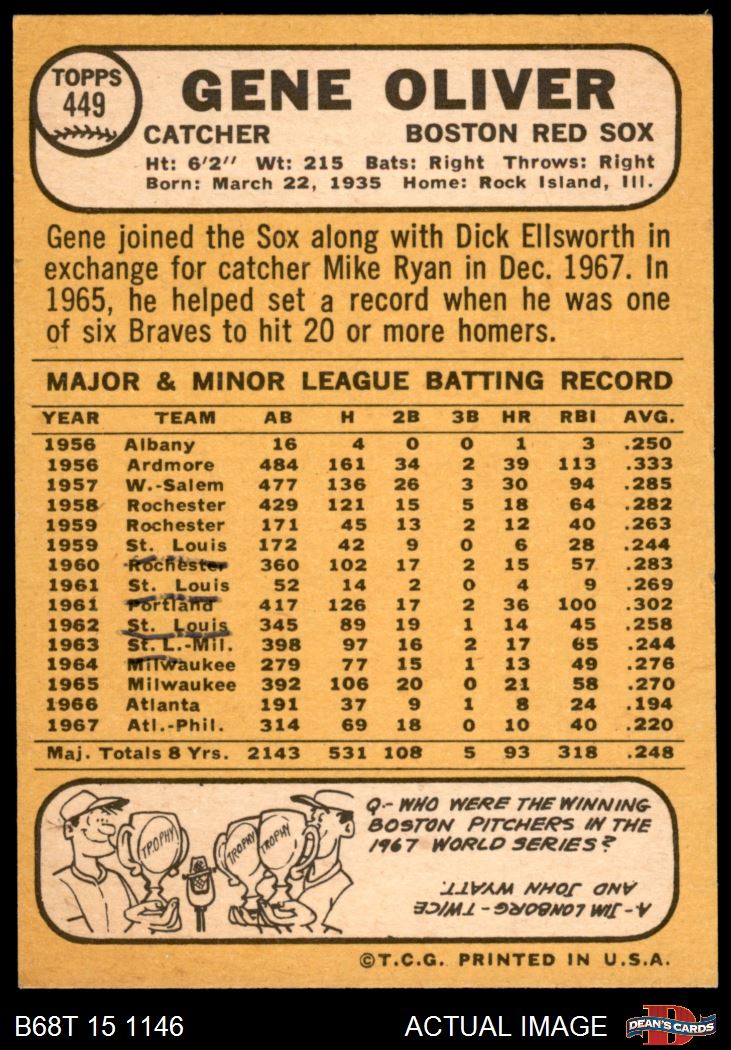 TOPPS
449
GENE OLIVER
CATCHER BOSTON RED SOX
Ht: 6'2'' Wt: 215 Bats: Right Throws: Right
Born: March 22, 1935 Home: Rock Island, Ill.
Gene joined the Sox along with Dick Ellsworth in
exchange for catcher Mike Ryan in Dec. 1967. In
1965, he helped set a record when he was one
of six Braves to hit 20 or more homers.
MAJOR & MINOR LEAGUE BATTING RECORD
YEAR TEAM AB H 2B 3B HR RBI AVG.
1956 Albany 16 4 0 0 1 3 .250
1956 Ardmore 484 161 34 2 39 113 .333
1957 W.-Salem 477 136 26 3 30 94 .285
1958 Rochester 429 121 15 5 18 64 .282
1959 Rochester 171 45 13 2 12 40 .263
1959 St. Louis 172 42 9 0 6 28 .244
1960 Rochester 360 102 17 2 15 57 .283
1961 St. Louis 52 14 2 0 4 9 .269
1961 Portland 417 126 17 2 36 100 .302
1962 St. Louis 345 89 19 1 14 45 .258
1963 St. L.-Mil. 398 97 16 2 17 65 .244
1964 Milwaukee 279 77 15 1 13 49 .276
1965 Milwaukee 392 106 20 0 21 58 .270
1966 Atlanta 191 37 9 1 8 24 .194
1967 Atl.-Phil. 314 69 18 0 10 40 .220
Maj. Totals 8 Yrs. 2143 531 108 5 93 318 .248
TROPHY
TROPHY
TROPHY
Q-- WHO WERE THE WINNING
BOSTON PITCHERS IN THE
1967 WORLD SERIES?
A- JIM LONBORG - TWICE
AND JOHN WYATT.
©T.C.G. PRINTED IN U.S.A.
B68T 15 1146 ACTUAL IMAGE
D
DEAN'S CARDS